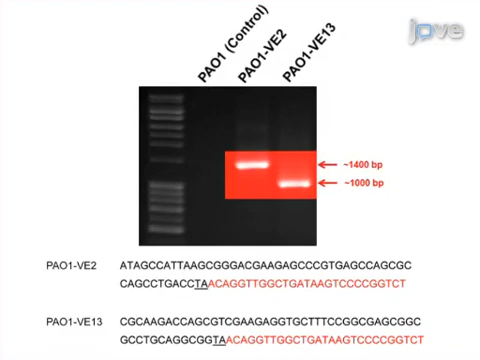 jove
PAO1 (Control)
PAO1-VE2
PAO1-VE13
~1400 bp
~1000 bp
PAO1-VE2 ATAGCCATTAAGCGGGACGAAGAGCCCGTGAGCCAGCGC
CAGCCTGACCTAACAGGTTGGCTGATAAGTCCCCGGTCT
PAO1-VE13 CGCAAGACCAGCGTCGAAGAGGTGCTTTCCGGCGAGCGGC
GCCTGCAGGCGGTAACAGGTTGGCTGATAAGTCCCCGGTCT